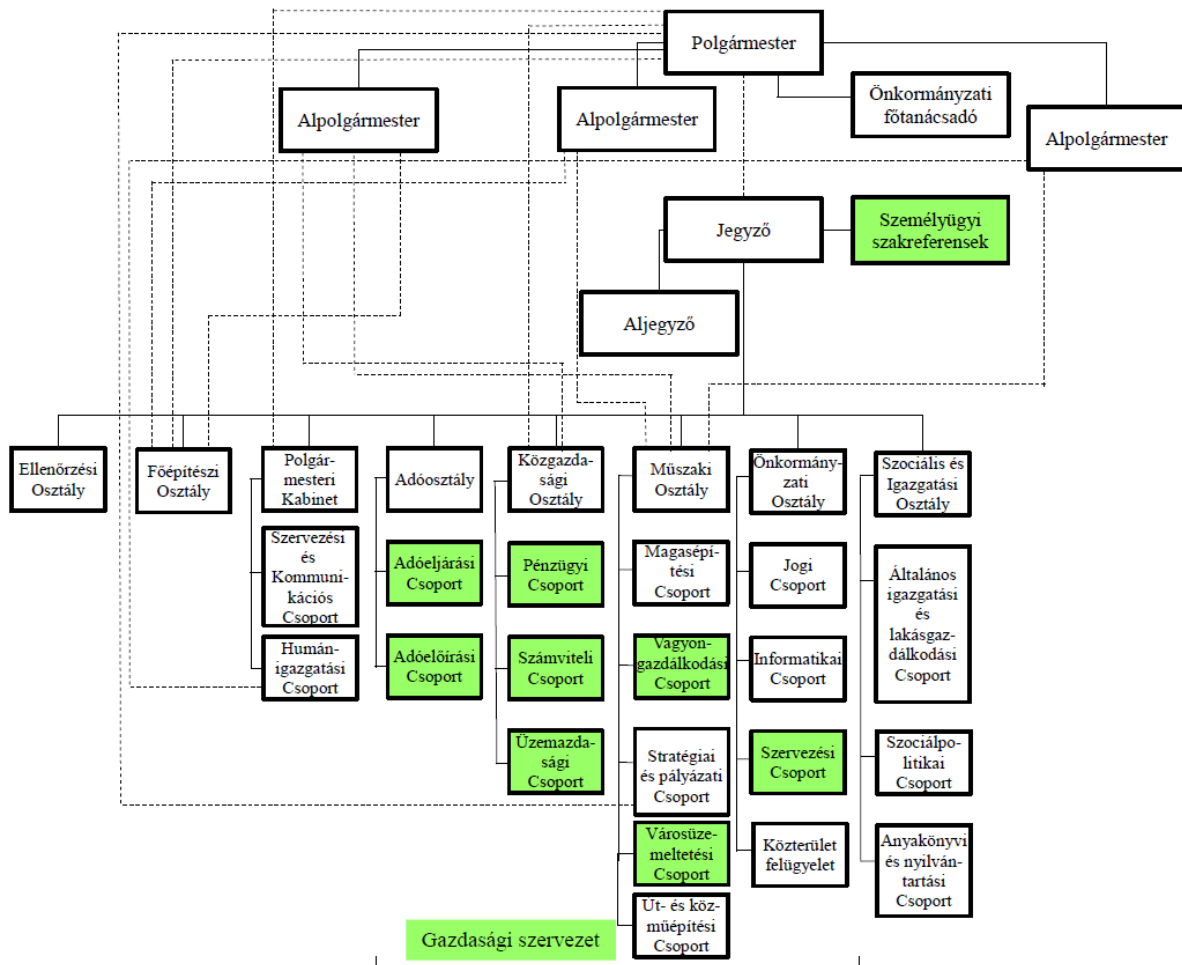 Polgármester
Önkormányzati
főtanácsadó
Alpolgármester
Alpolgármester
Alpolgármester
Jegyző
Személyügyi
szakreferensek
Aljegyző
Ellenőrzési
Osztály
Főépítészi
Osztály
Polgár-
mesteri
Kabinet
Adóosztály
Közgazda-
sági
Osztály
Műszaki
Osztály
Önkormány-
zati
Osztály
Szociális és
Igazgatási
Osztály
Szervezési
és
Kommuni-
kációs
Csoport
Humán-
igazgatási
Csoport
Adóeljárási
Csoport
Adóelőírási
Csoport
Pénzügyi
Csoport
Számviteli
Csoport
Üzemazda-
sági
Csoport
Magasépí-
tési
Csoport
Vagyon-
gazdálkodási
Csoport
Stratégiai
és pályázati
Csoport
Városüze-
meltetési
Csoport
Út- és köz-
műépítési
Csoport
Jogi
Csoport
Informatikai
Csoport
Szervezési
Csoport
Közterület
felügyelet
Általános
igazgatási
és
lakásgaz-
dálkodási
Csoport
Szociálpo-
litikai
Csoport
Anyakönyvi
és nyilván-
tartási
Csoport
Gazdasági szervezet